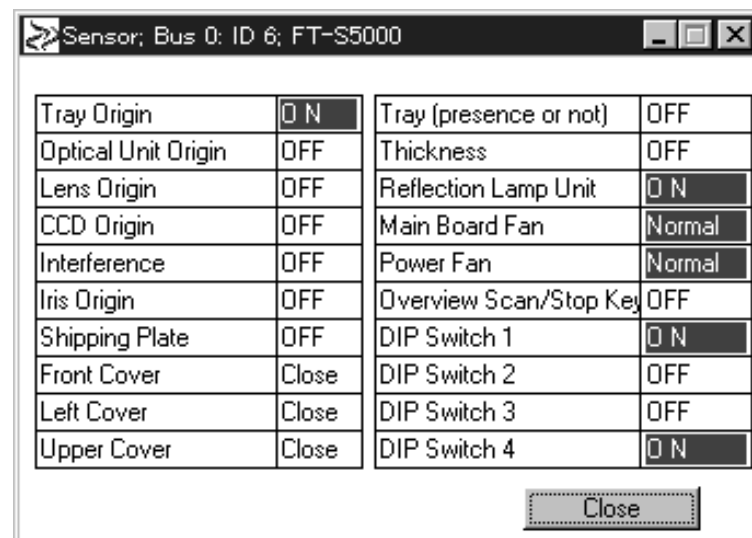 Sensor; Bus 0: ID 6; FT-S5000
Tray Origin ON
Optical Unit Origin OFF
Lens Origin OFF
CCD Origin OFF
Interference OFF
Iris Origin OFF
Shipping Plate OFF
Front Cover Close
Left Cover Close
Upper Cover Close
Tray (presence or not) OFF
Thickness OFF
Reflection Lamp Unit ON
Main Board Fan Normal
Power Fan Normal
Overview Scan/Stop Key OFF
DIP Switch 1 ON
DIP Switch 2 OFF
DIP Switch 3 OFF
DIP Switch 4 ON
Close